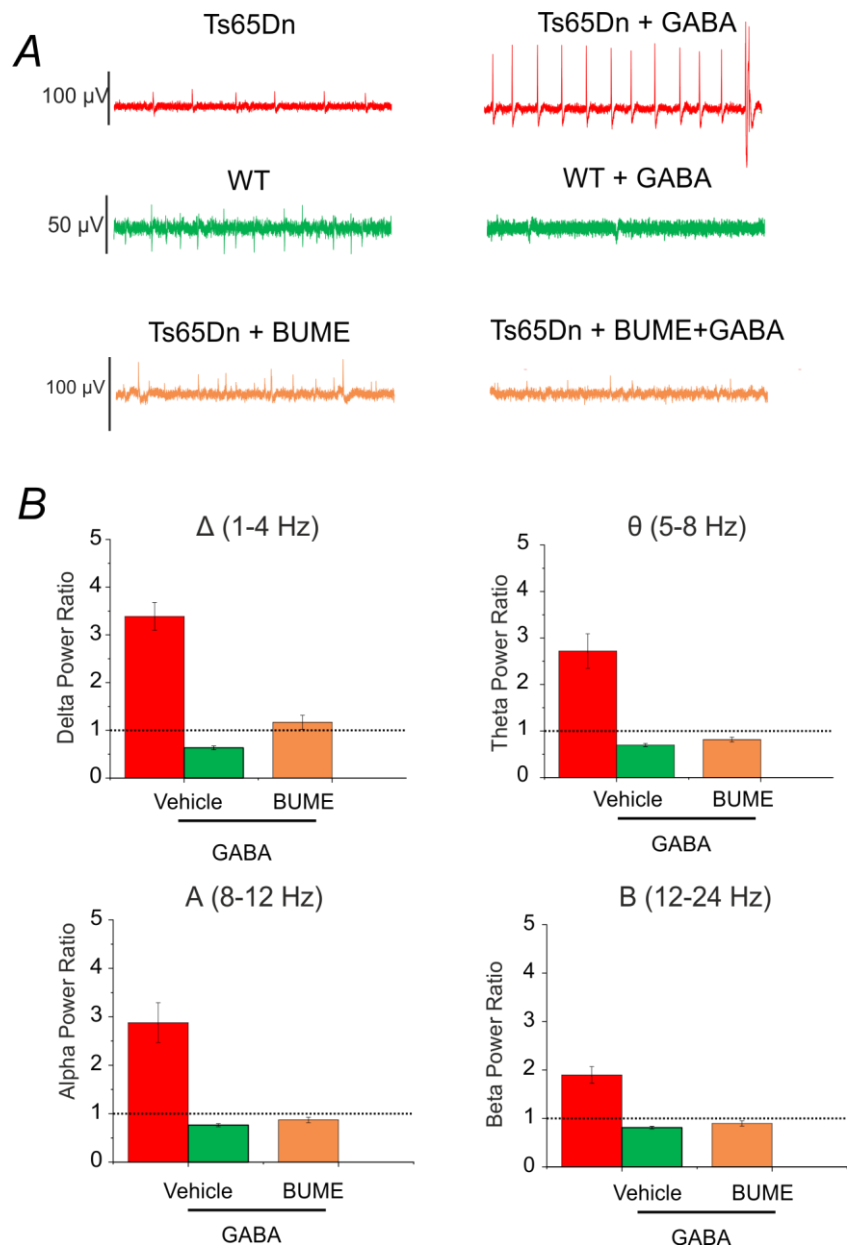 A
Ts65Dn
Ts65Dn + GABA
100 µV
WT
WT + GABA
50 µV
Ts65Dn + BUME
Ts65Dn + BUME+GABA
100 µV
B
Δ (1-4 Hz)
Delta Power Ratio
5
4
3
2
1
0
Vehicle BUME
GABA
θ (5-8 Hz)
Theta Power Ratio
5
4
3
2
1
0
Vehicle BUME
GABA
A (8-12 Hz)
Alpha Power Ratio
5
4
3
2
1
0
Vehicle BUME
GABA
B (12-24 Hz)
Beta Power Ratio
5
4
3
2
1
0
Vehicle BUME
GABA